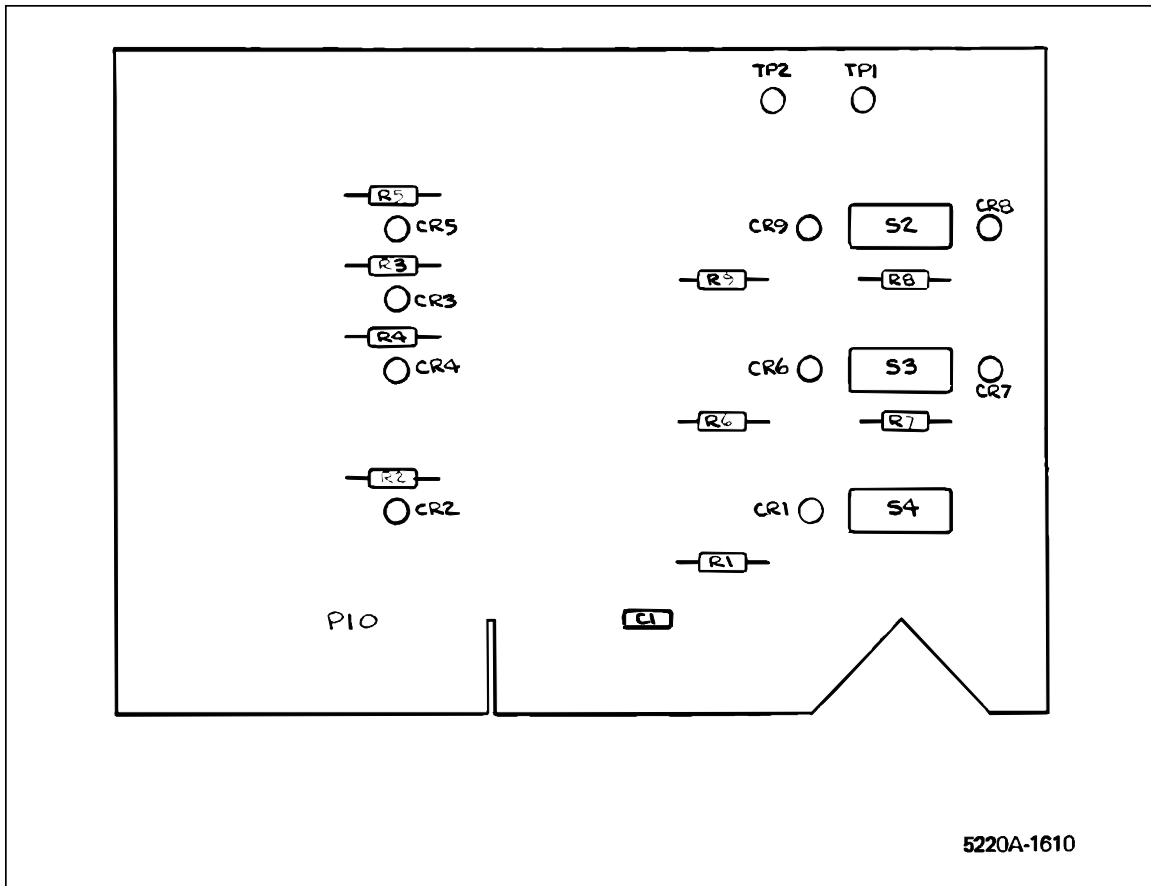 TP2 TP1
R5
CR5
CR9 S2 CR8
R3
R9 R8
CR3
R4
CR4
CR6 S3 CR7
R6 R7
R2
CR2
CR1 S4
R1
P10 C1
5220A-1610